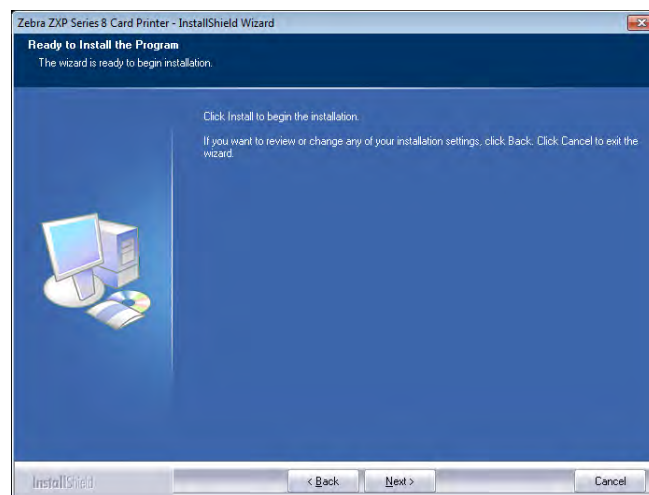 Zebra ZXP Series 8 Card Printer - InstallShield Wizard
Ready to Install the Program
The wizard is ready to begin installation.
Click Install to begin the installation.
If you want to review or change any of your installation settings, click Back. Click Cancel to exit the
wizard.
InstallShield
< Back Next > Cancel